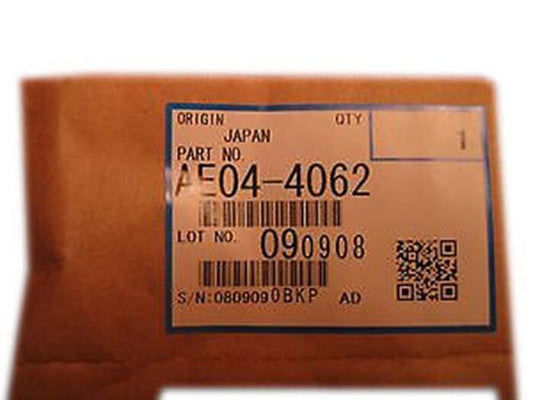 ORIGIN QTY
JAPAN 1
PART NO.
AE04-4062
LOT NO. 090908
S/N:0809090BKP AD